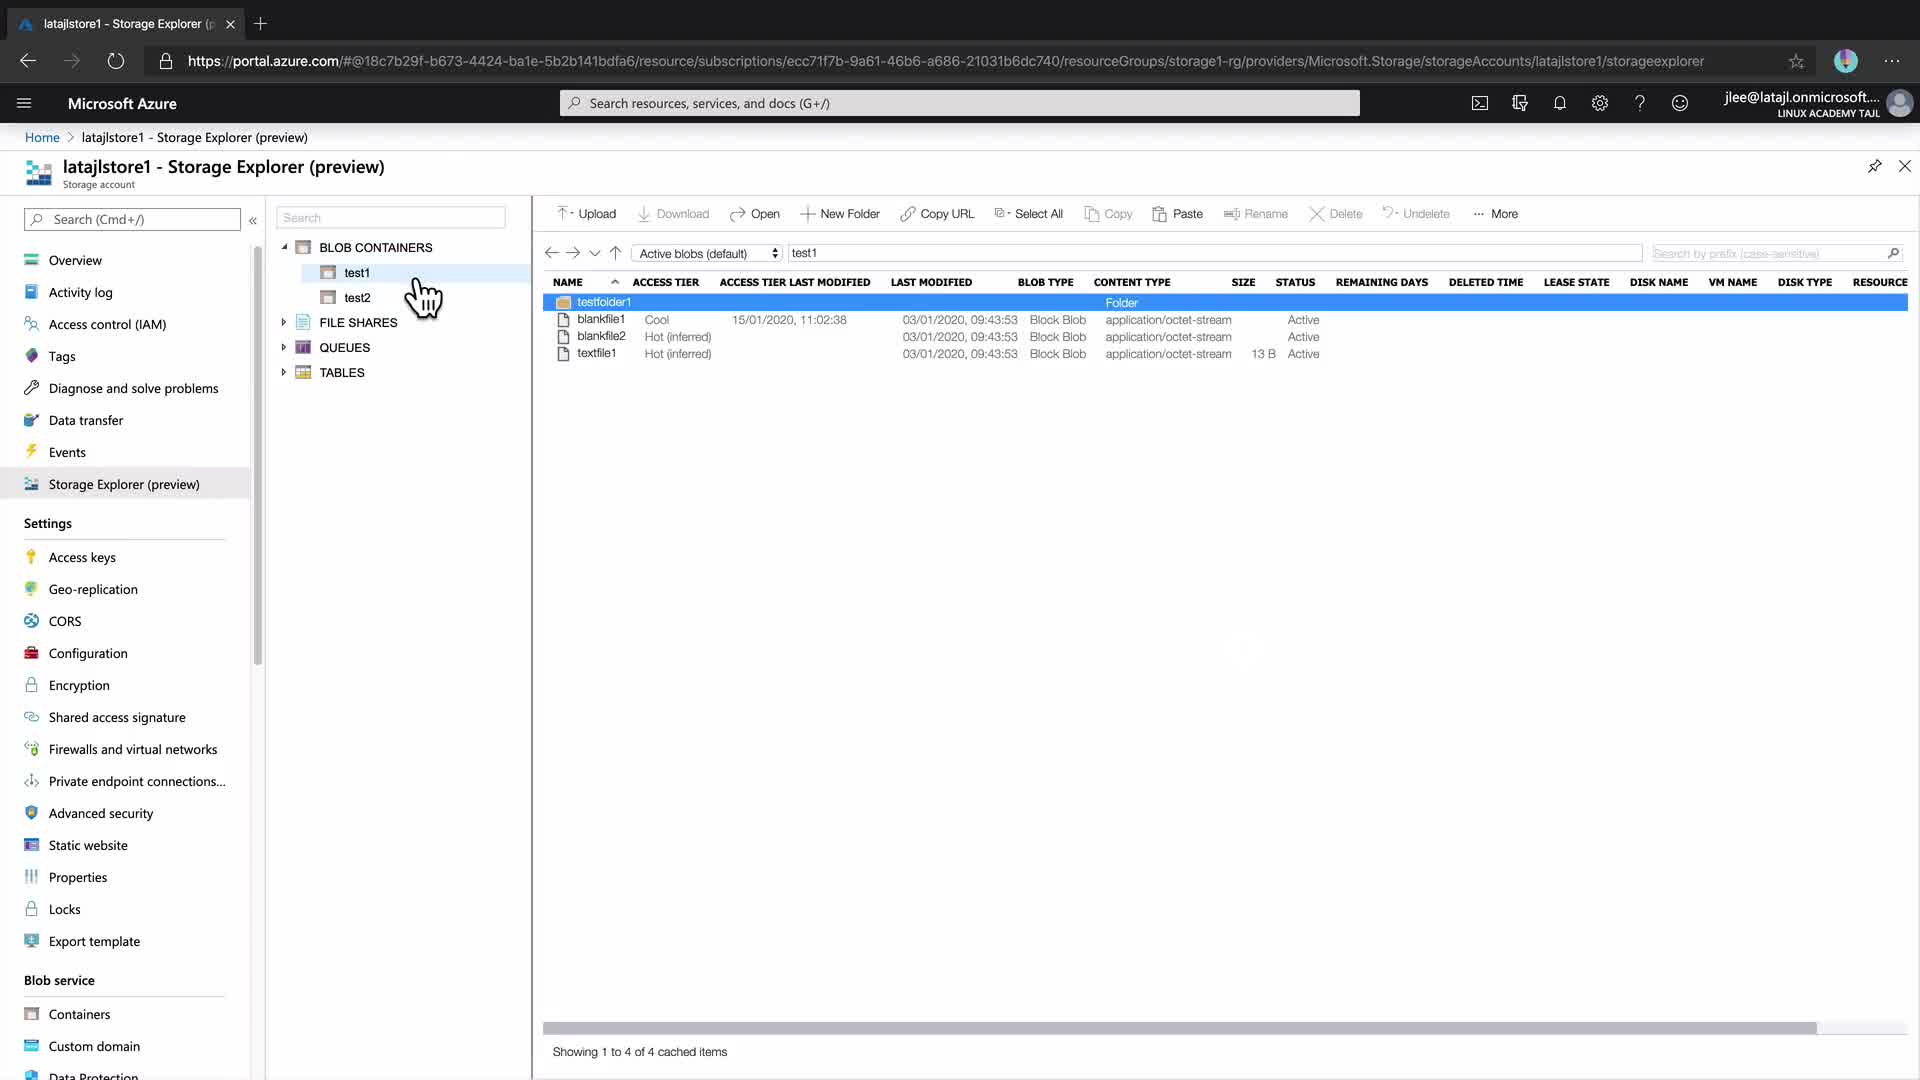 latajlstore1 - Storage Explorer (p
https://portal.azure.com/#@18c7b29f-b673-4424-ba1e-5b2b141bdfa6/resource/subscriptions/ecc71f7b-9a61-46b6-a686-21031b6dc740/resourceGroups/storage1-rg/providers/Microsoft.Storage/storageAccounts/latajlstore1/storageexplorer
Microsoft Azure
Search resources, services, and docs (G+/)
jlee@latajl.onmicrosoft....
LINUX ACADEMY TAJL
Home > latajlstore1 - Storage Explorer (preview)
latajlstore1 - Storage Explorer (preview)
Storage account
Search (Cmd+/)
«
Overview
Activity log
Access control (IAM)
Tags
Diagnose and solve problems
Data transfer
Events
Storage Explorer (preview)
Settings
Access keys
Geo-replication
CORS
Configuration
Encryption
Shared access signature
Firewalls and virtual networks
Private endpoint connections...
Advanced security
Static website
Properties
Locks
Export template
Blob service
Containers
Custom domain
Data Protection
Search
BLOB CONTAINERS
test1
test2
FILE SHARES
QUEUES
TABLES
Upload Download Open New Folder Copy URL Select All Copy Paste Rename Delete Undelete ... More
Active blobs (default) test1 Search by prefix (case-sensitive)
NAME ACCESS TIER ACCESS TIER LAST MODIFIED LAST MODIFIED BLOB TYPE CONTENT TYPE SIZE STATUS REMAINING DAYS DELETED TIME LEASE STATE DISK NAME VM NAME DISK TYPE RESOURCE
testfolder1 Folder
blankfile1 Cool 15/01/2020, 11:02:38 03/01/2020, 09:43:53 Block Blob application/octet-stream Active
blankfile2 Hot (inferred) 03/01/2020, 09:43:53 Block Blob application/octet-stream Active
textfile1 Hot (inferred) 03/01/2020, 09:43:53 Block Blob application/octet-stream 13 B Active
Showing 1 to 4 of 4 cached items